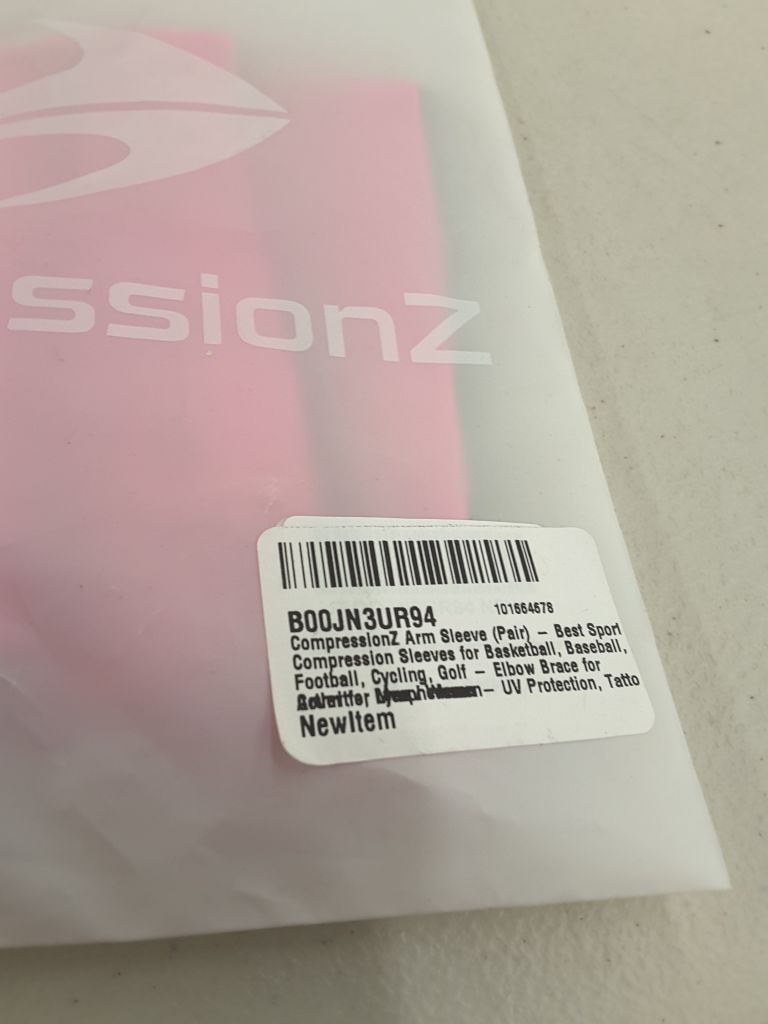 ssionZ
B00JN3UR94
101664678
CompressionZ Arm Sleeve (Pair) – Best Sport
Compression Sleeves for Basketball, Baseball,
Football, Cycling, Golf – Elbow Brace for
– UV Protection, Tatto
NewItem